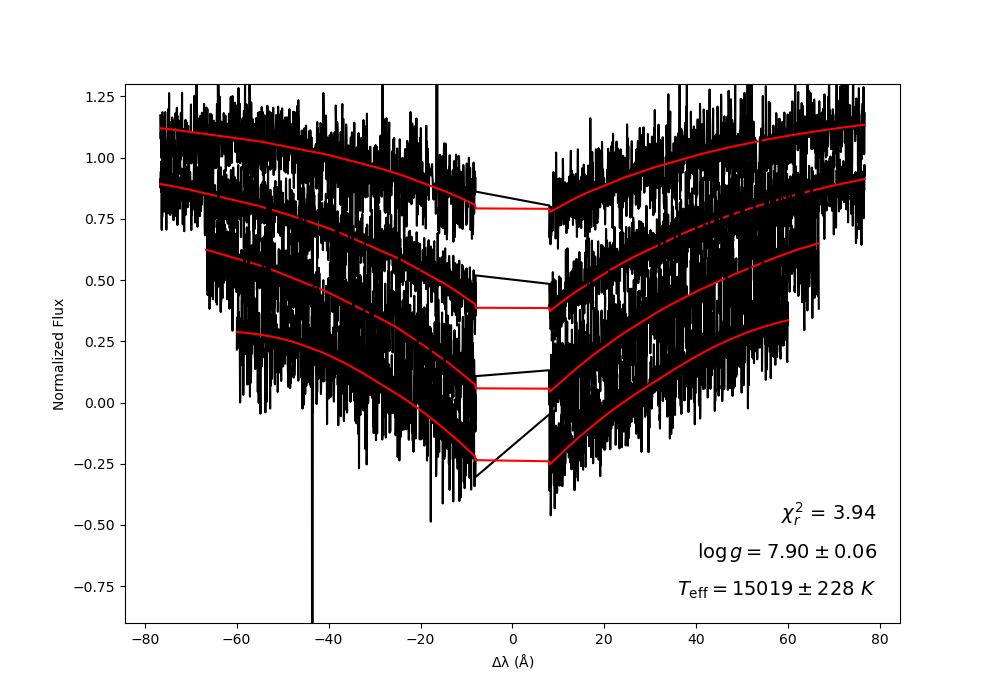 1.25
1.00
0.75
0.50
0.25
0.00
−0.25
−0.50
−0.75
Normalized Flux
χ²ᵣ = 3.94
log g = 7.90 ± 0.06
T_eff = 15019 ± 228 K
−80 −60 −40 −20 0 20 40 60 80
Δλ (Å)